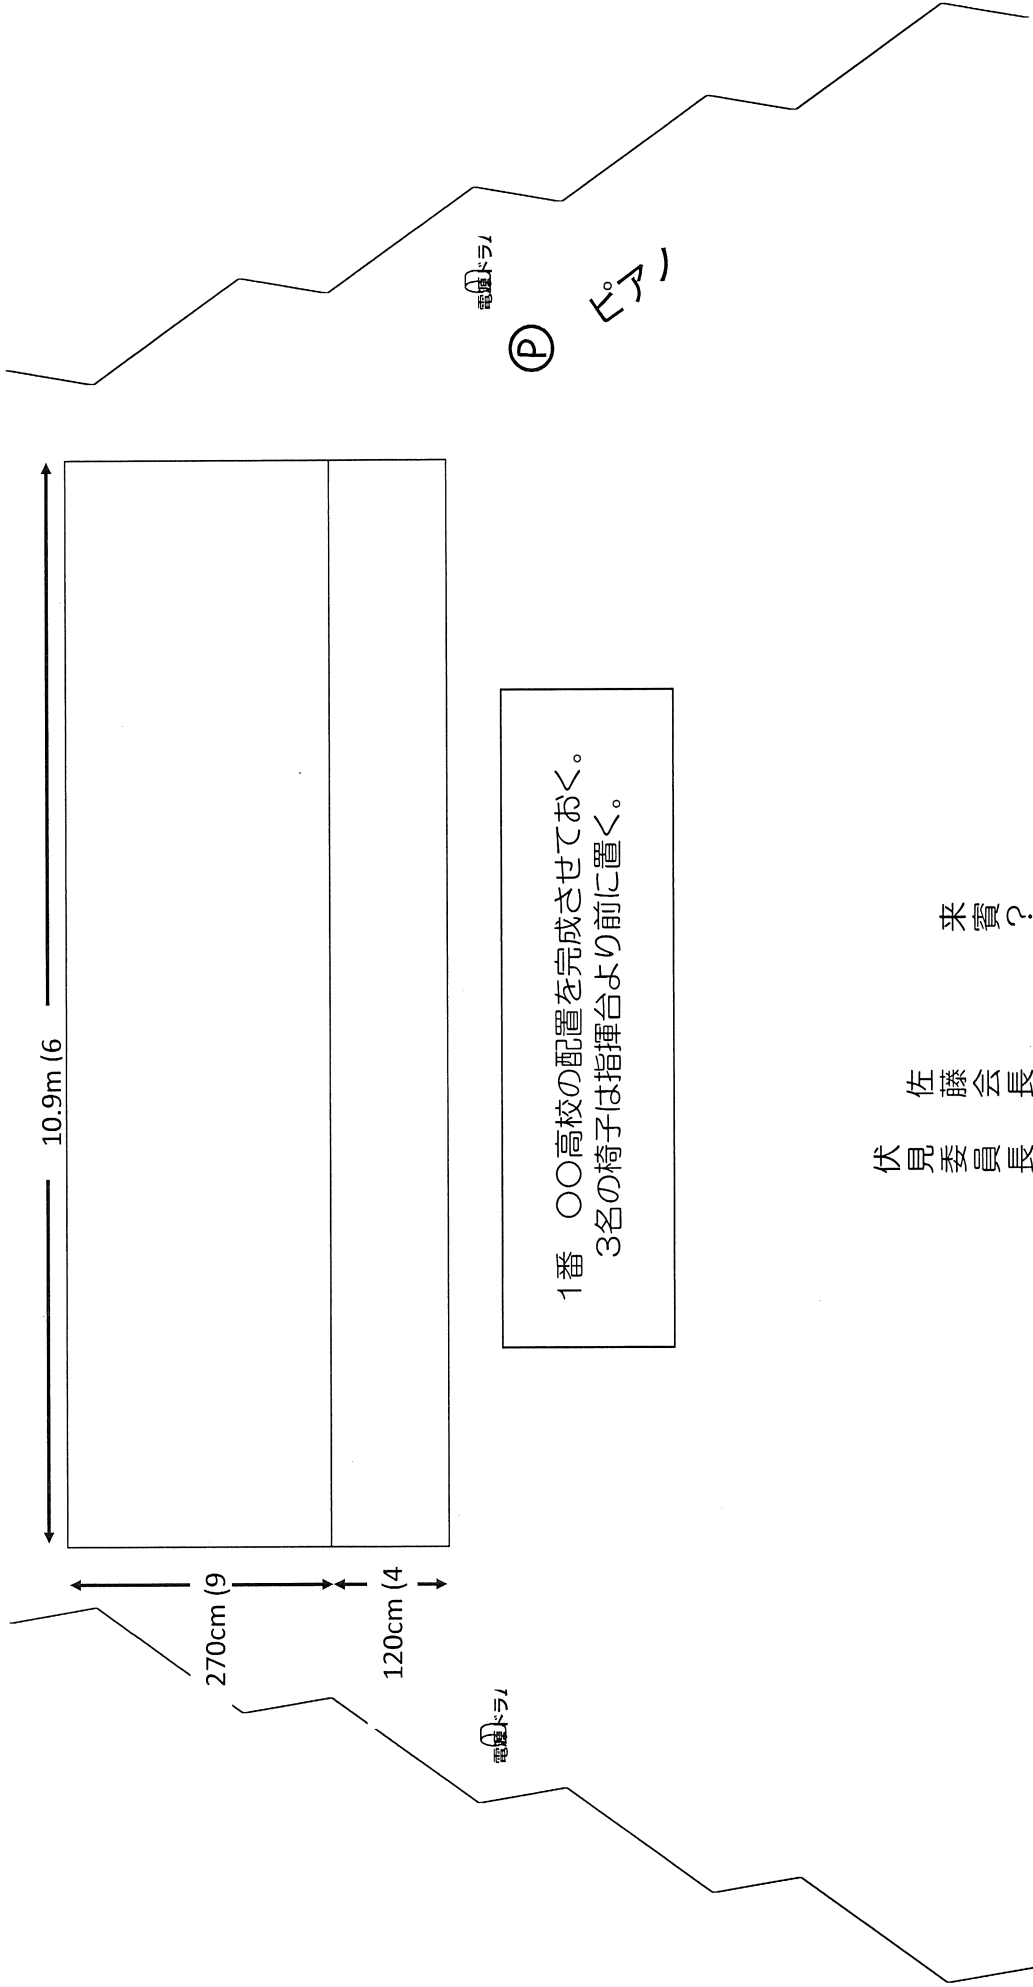 10.9m (6
270cm (9
120cm (4
電源ドラム
電源ドラム
Ⓟ
ピアノ
1番　〇〇高校の配置を完成させておく。
3名の椅子は指揮台より前に置く。
伏見委員長
佐藤会長
来賓?